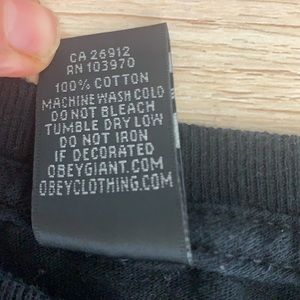 CA 26912
RN 103970
100% COTTON
MACHINE WASH COLD
DO NOT BLEACH
TUMBLE DRY LOW
DO NOT IRON
IF DECORATED
OBEYGIANT.COM
OBEYCLOTHING.COM